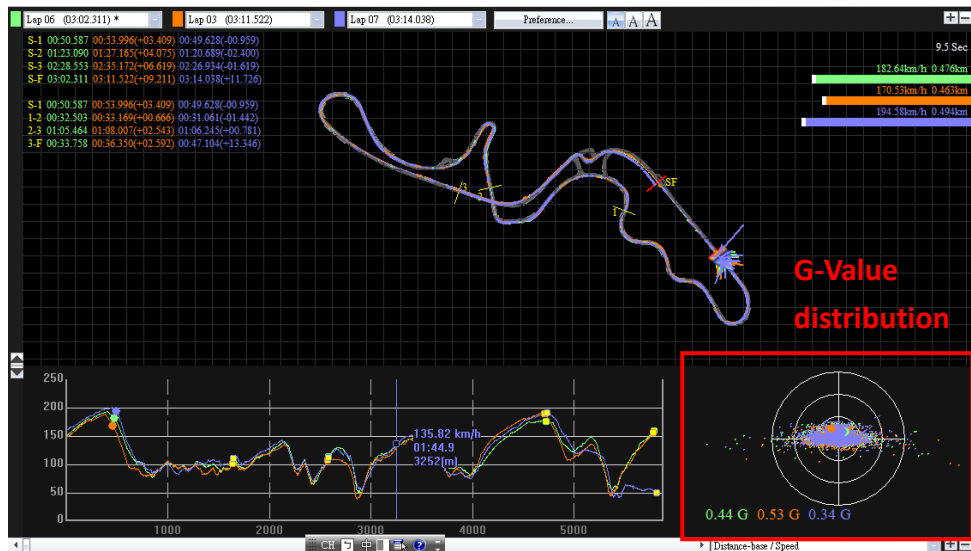 Lap 06 (03:02.311) * Lap 03 (03:11.522) Lap 07 (03:14.038) Preference... A A A
S-1 00:50.587 00:53.996(+03.409) 00:49.628(-00.959)
S-2 01:23.090 01:27.165(+04.075) 01:20.689(-02.400)
S-3 02:28.553 02:35.172(+06.619) 02:26.934(-01.619)
S-F 03:02.311 03:11.522(+09.211) 03:14.038(+11.726)
S-1 00:50.587 00:53.996(+03.409) 00:49.628(-00.959)
1-2 00:32.503 00:33.169(+00.666) 00:31.061(-01.442)
2-3 01:05.464 01:08.007(+02.543) 01:06.245(+00.781)
3-F 00:33.758 00:36.350(+02.592) 00:47.104(+13.346)
9.5 Sec
182.64km/h 0.476km
170.53km/h 0.463km
194.58km/h 0.494km
3
2
SF
1
G-Value
distribution
250
200
150
100
50
0
1000 2000 3000 4000 5000
135.82 km/h
01:44.9
3252[m]
0.44 G 0.53 G 0.34 G
CH ㄅ 中
Distance-base / Speed